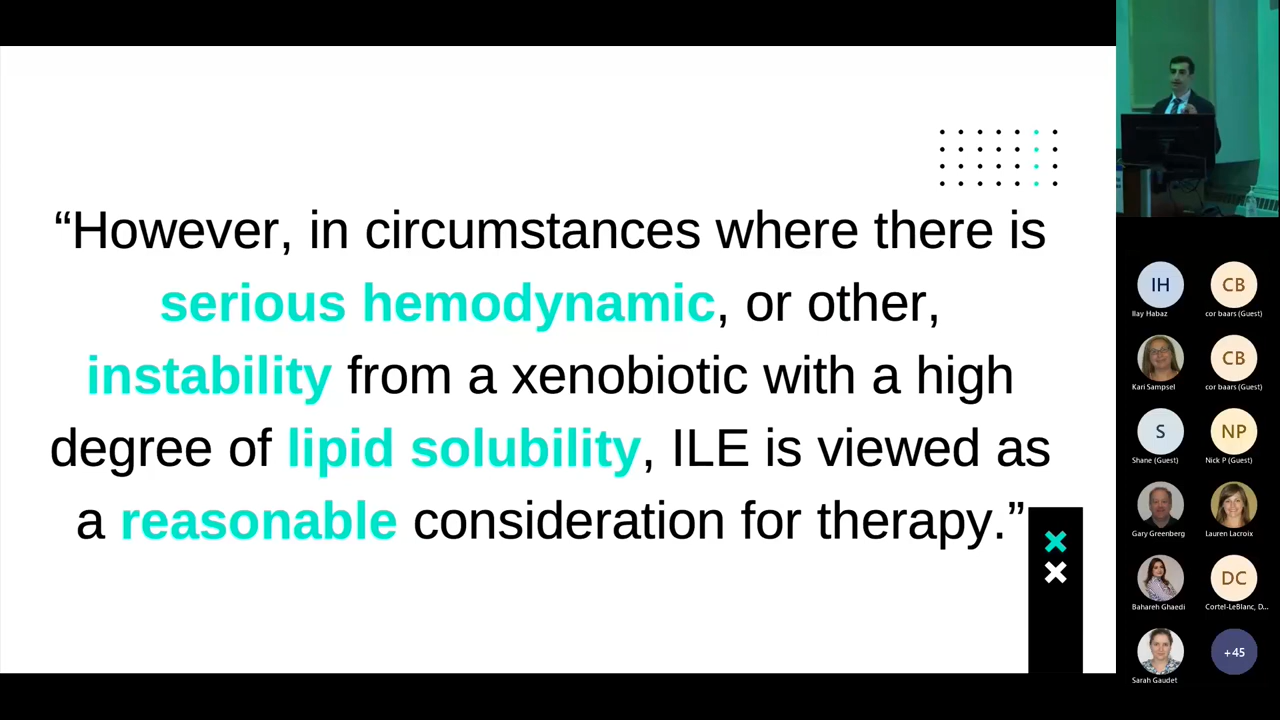 “However, in circumstances where there is
serious hemodynamic, or other,
instability from a xenobiotic with a high
degree of lipid solubility, ILE is viewed as
a reasonable consideration for therapy.”
IH
CB
Ilay Habaz
cor baars (Guest)
CB
Kari Sampsel
cor baars (Guest)
S
NP
Shane (Guest)
Nick P (Guest)
Gary Greenberg
Lauren Lacroix
DC
Bahareh Ghaedi
Cortel-LeBlanc, D...
+45
Sarah Gaudet